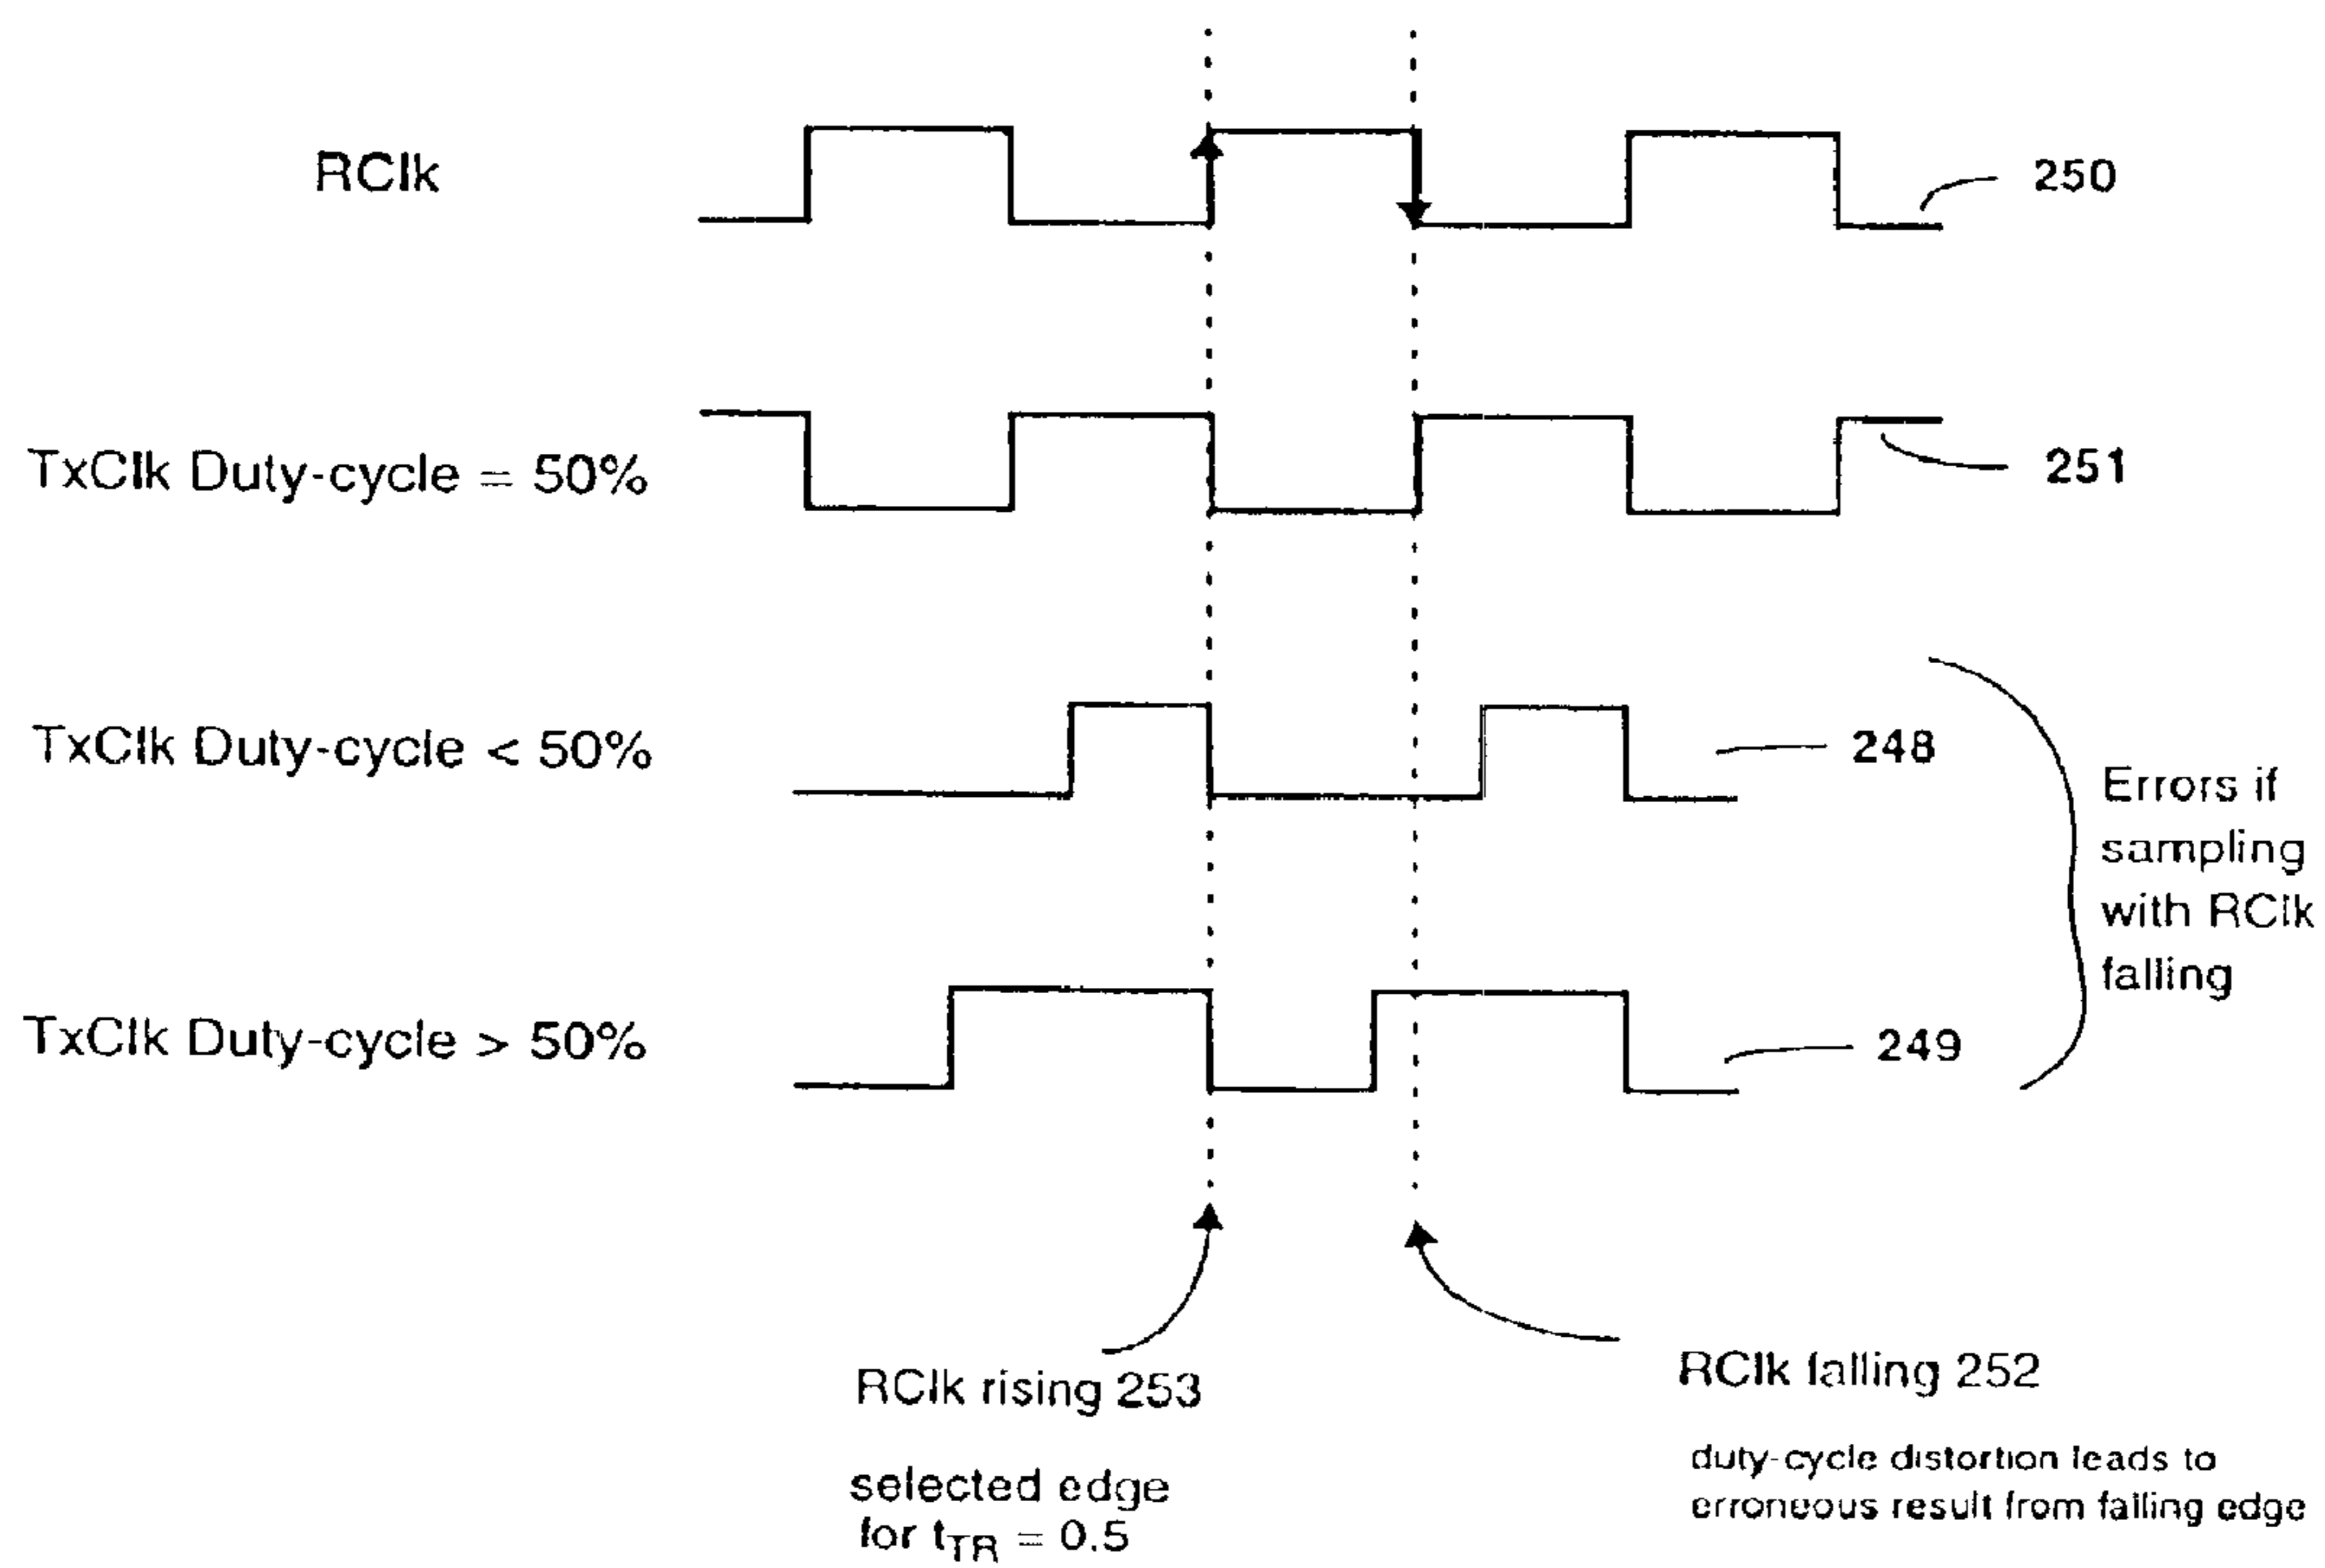 RClk
250
TxClk Duty-cycle = 50%
251
TxClk Duty-cycle < 50%
248
Errors if
sampling
with RClk
falling
TxClk Duty-cycle > 50%
249
RClk rising 253
selected edge
for tTR = 0.5
RClk falling 252
duty-cycle distortion leads to
erroneous result from falling edge